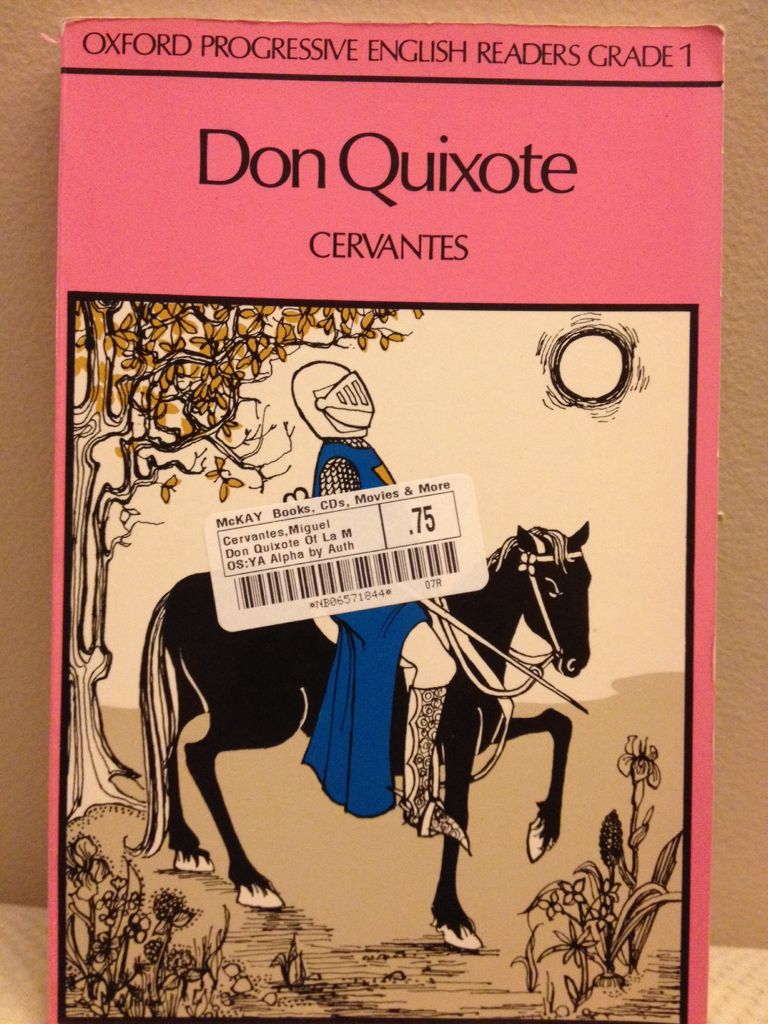 OXFORD PROGRESSIVE ENGLISH READERS GRADE 1
Don Quixote
CERVANTES
McKAY Books, CDs, Movies & More
Cervantes,Miguel
Don Quixote Of La M
OS:YA Alpha by Auth
.75
*NB06571844*
07R